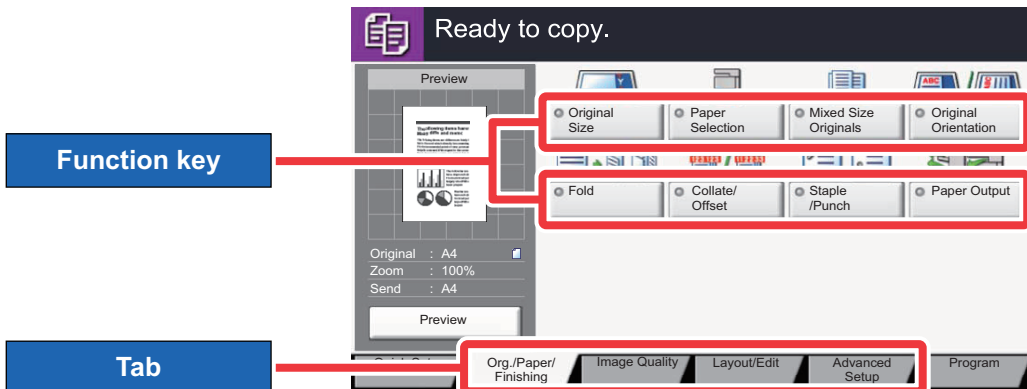 Ready to copy.
Preview
Original Size
Paper Selection
Mixed Size Originals
Original Orientation
ABC
Function key
Fold
Collate/ Offset
Staple /Punch
Paper Output
Original : A4
Zoom : 100%
Send : A4
Preview
Tab
Org./Paper/ Finishing
Image Quality
Layout/Edit
Advanced Setup
Program